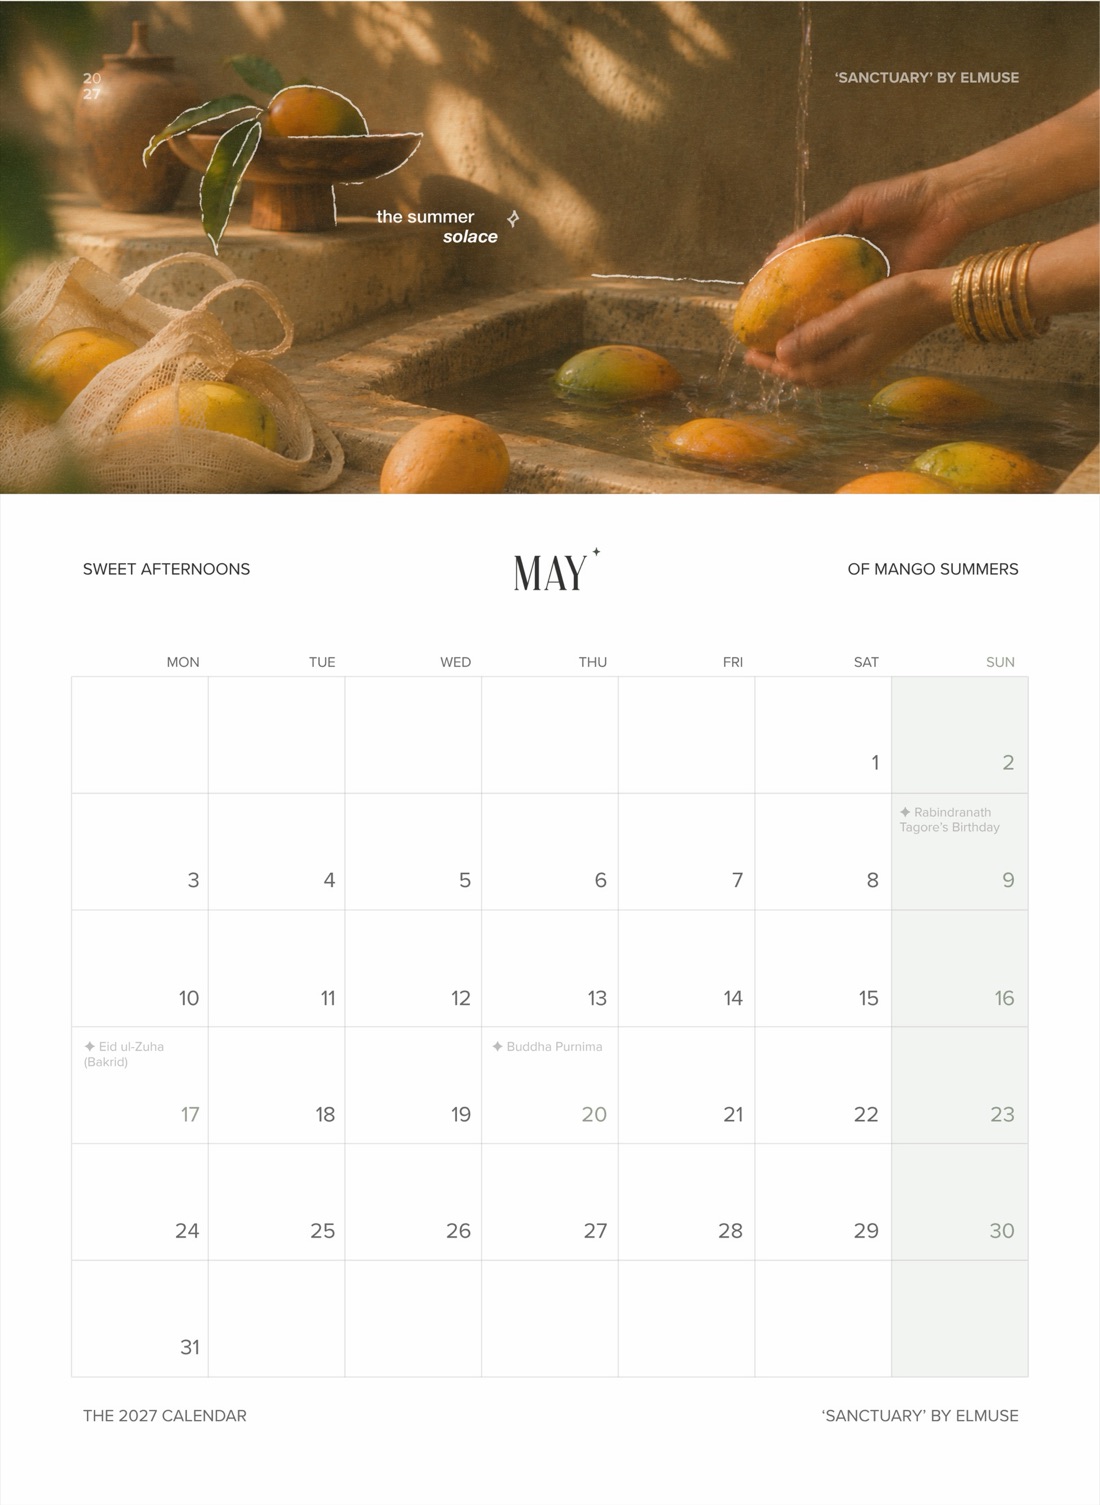 20
27
‘SANCTUARY’ BY ELMUSE
the summer
solace
SWEET AFTERNOONS
MAY
OF MANGO SUMMERS
MON TUE WED THU FRI SAT SUN
1 2
Rabindranath
Tagore’s Birthday
3 4 5 6 7 8 9
10 11 12 13 14 15 16
Eid ul-Zuha
(Bakrid)
Buddha Purnima
17 18 19 20 21 22 23
24 25 26 27 28 29 30
31
THE 2027 CALENDAR
‘SANCTUARY’ BY ELMUSE